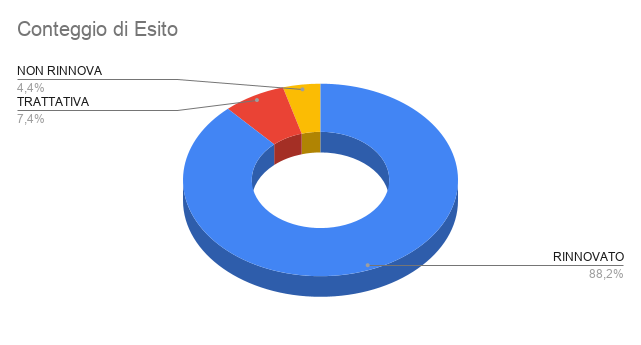 Conteggio di Esito
NON RINNOVA
4,4%
TRATTATIVA
7,4%
RINNOVATO
88,2%